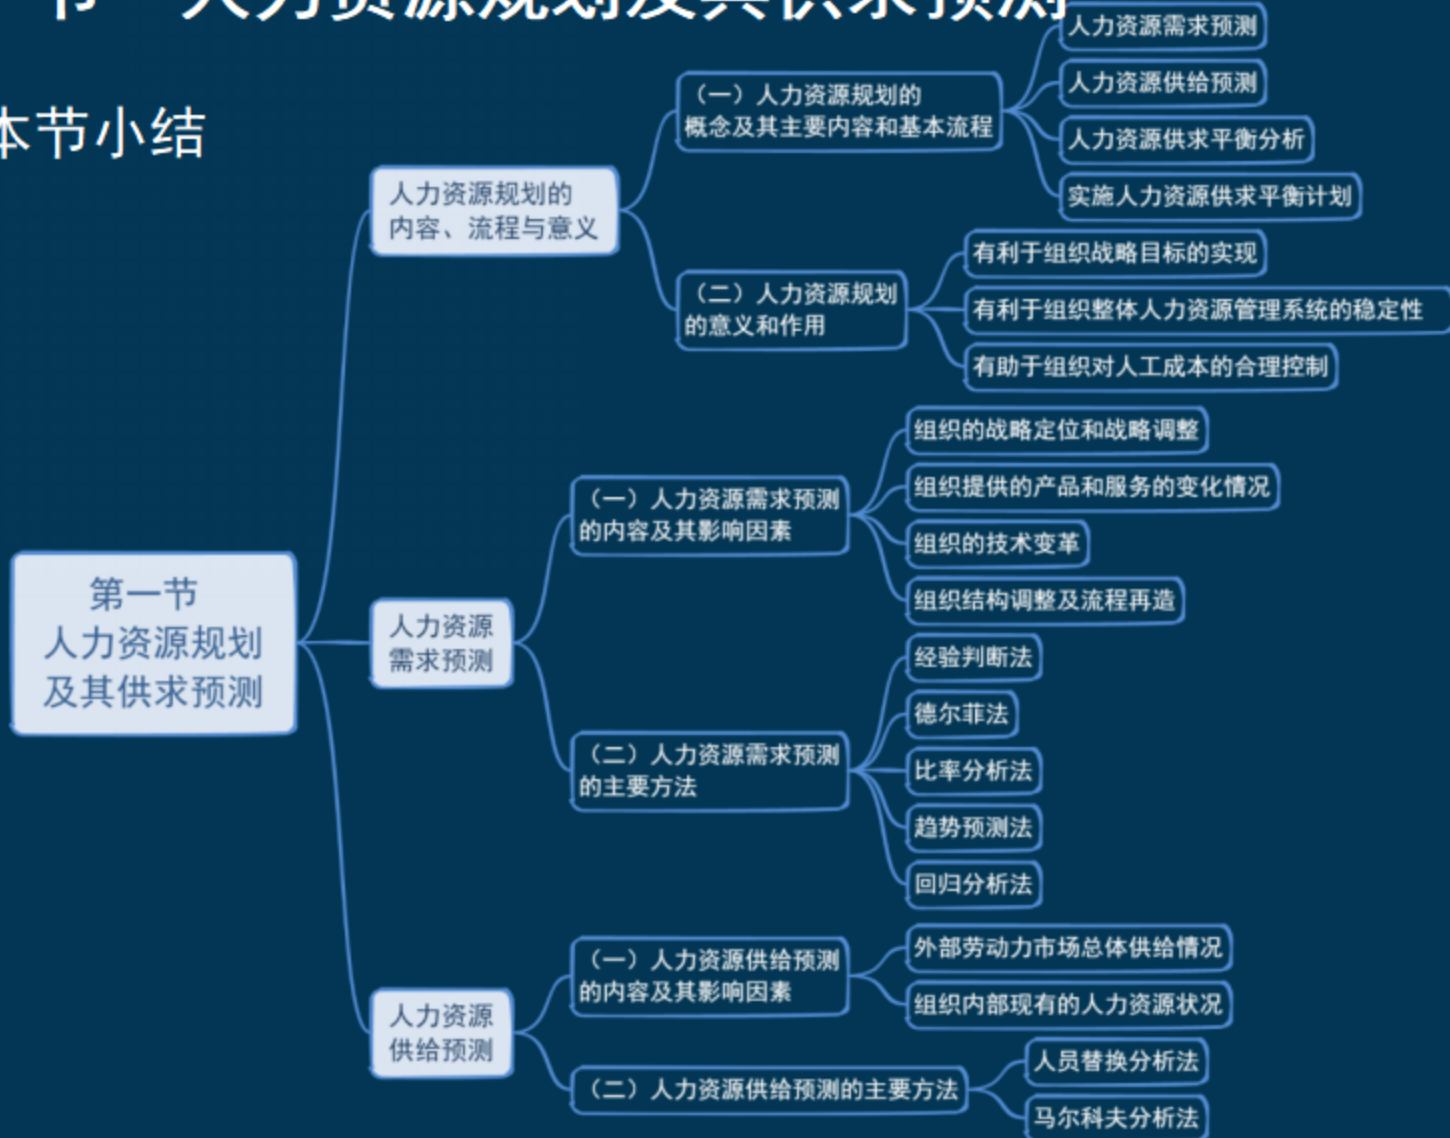 节 人力资源规划及其供求预测
本节小结
第一节
人力资源规划
及其供求预测
人力资源规划的
内容、流程与意义
（一）人力资源规划的
概念及其主要内容和基本流程
人力资源需求预测
人力资源供给预测
人力资源供求平衡分析
实施人力资源供求平衡计划
（二）人力资源规划
的意义和作用
有利于组织战略目标的实现
有利于组织整体人力资源管理系统的稳定性
有助于组织对人工成本的合理控制
人力资源
需求预测
（一）人力资源需求预测
的内容及其影响因素
组织的战略定位和战略调整
组织提供的产品和服务的变化情况
组织的技术变革
组织结构调整及流程再造
（二）人力资源需求预测
的主要方法
经验判断法
德尔菲法
比率分析法
趋势预测法
回归分析法
人力资源
供给预测
（一）人力资源供给预测
的内容及其影响因素
外部劳动力市场总体供给情况
组织内部现有的人力资源状况
（二）人力资源供给预测的主要方法
人员替换分析法
马尔科夫分析法